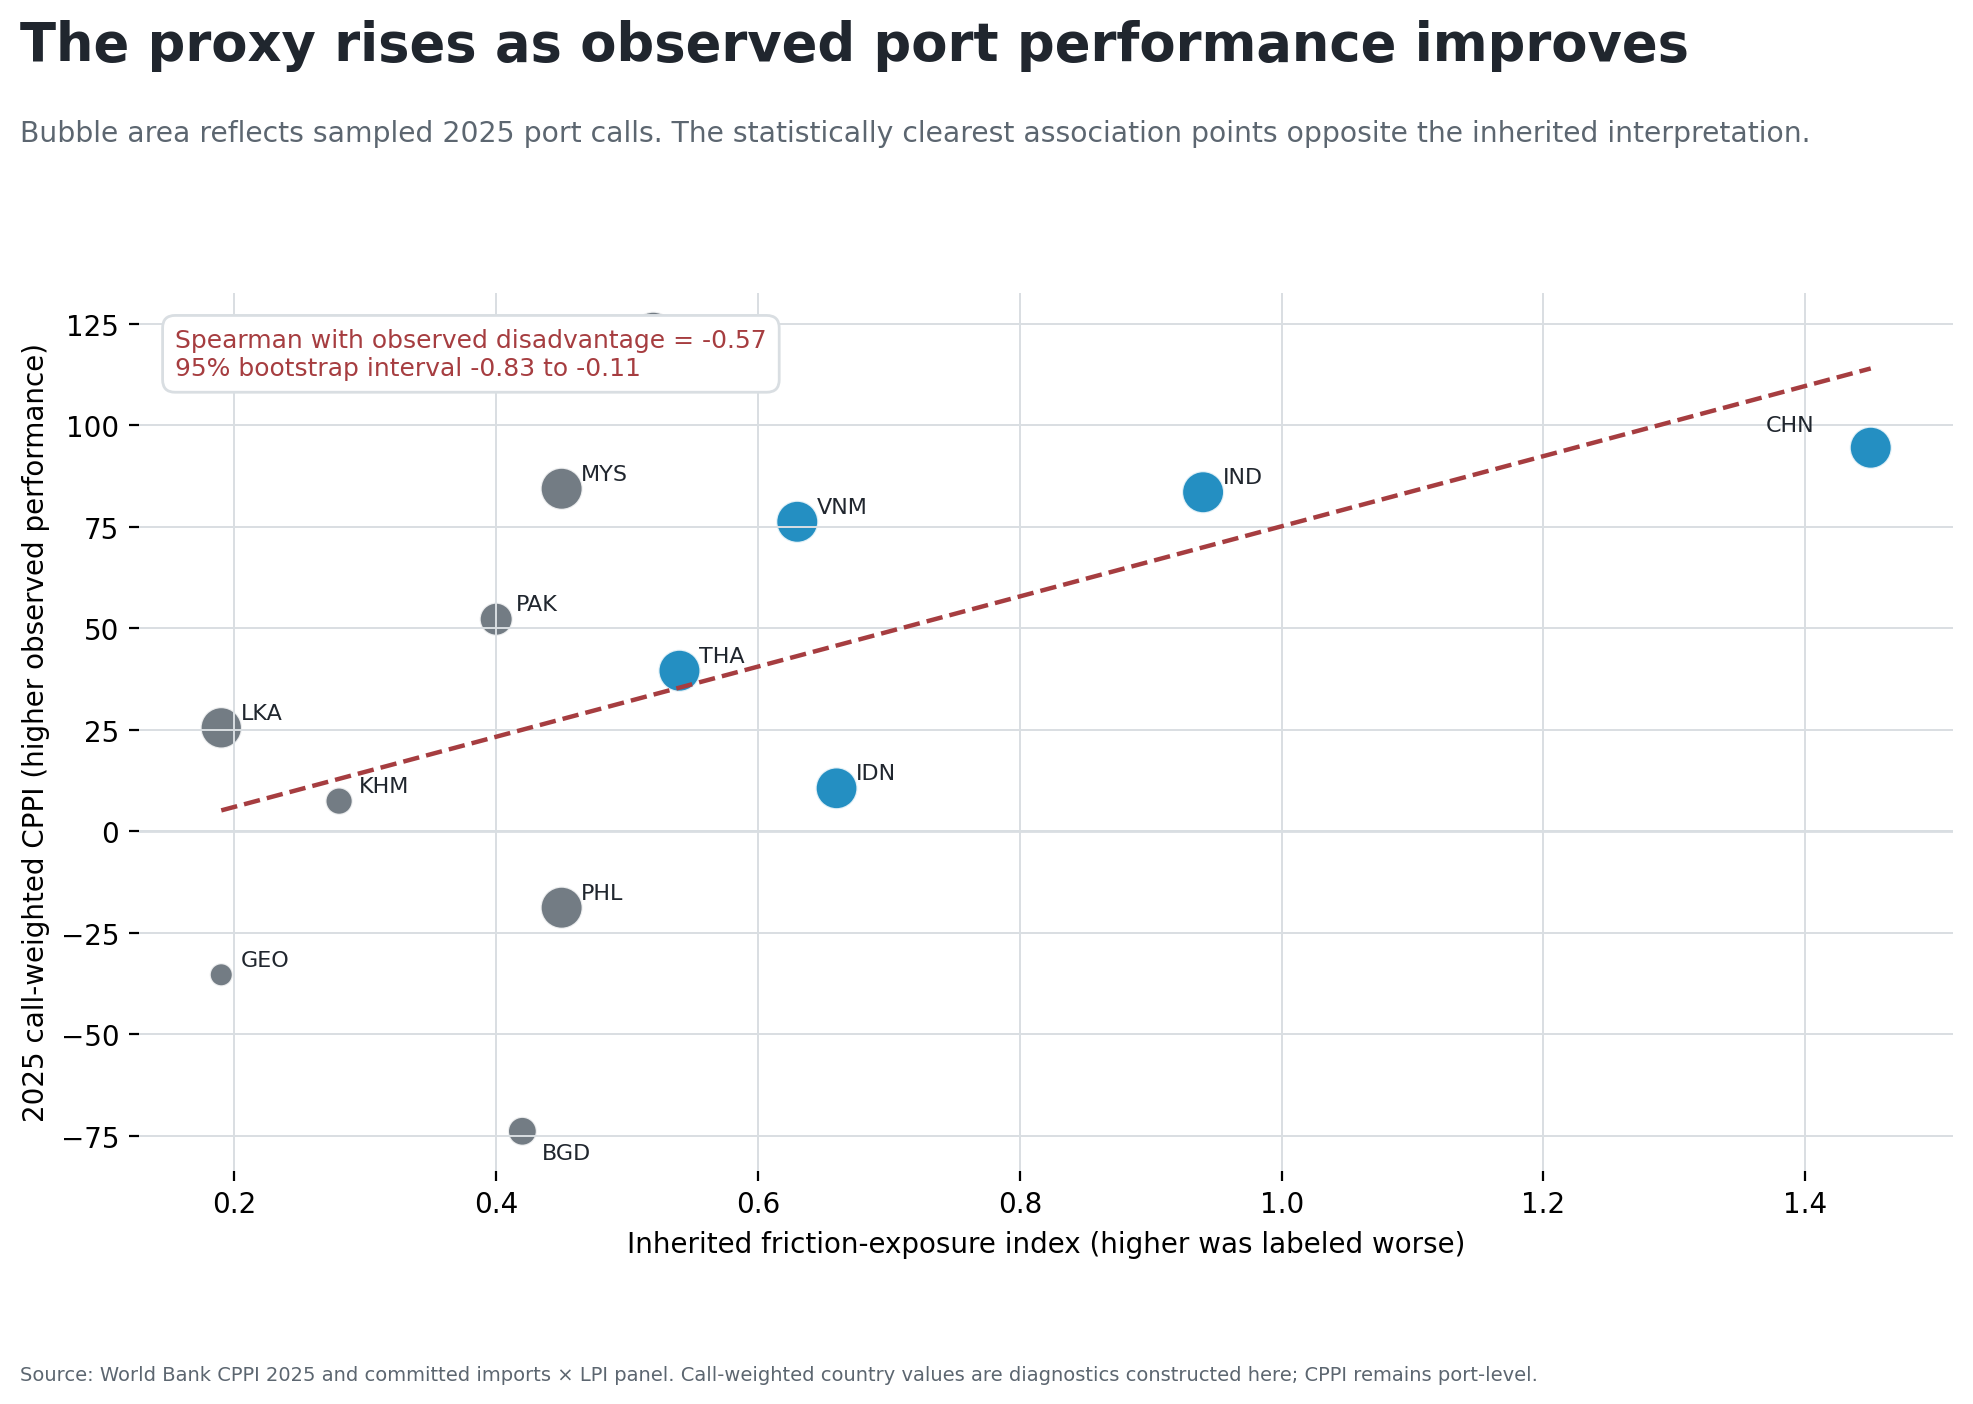 The proxy rises as observed port performance improves
Bubble area reflects sampled 2025 port calls. The statistically clearest association points opposite the inherited interpretation.
Spearman with observed disadvantage = -0.57
95% bootstrap interval -0.83 to -0.11
2025 call-weighted CPPI (higher observed performance)
125
100
75
50
25
0
−25
−50
−75
CHN
MYS
IND
VNM
PAK
THA
LKA
KHM
IDN
PHL
GEO
BGD
0.2 0.4 0.6 0.8 1.0 1.2 1.4
Inherited friction-exposure index (higher was labeled worse)
Source: World Bank CPPI 2025 and committed imports × LPI panel. Call-weighted country values are diagnostics constructed here; CPPI remains port-level.